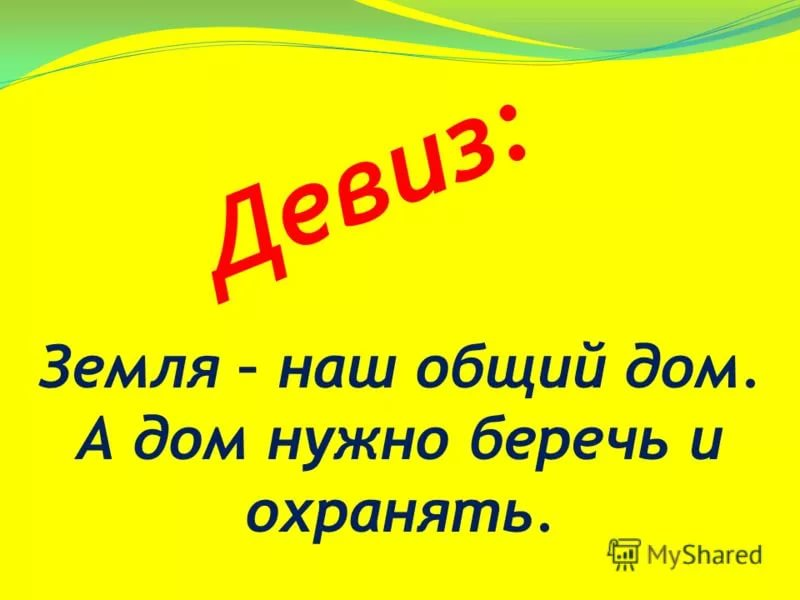 Девиз:
Земля – наш общий дом.
А дом нужно беречь и
охранять.
MyShared